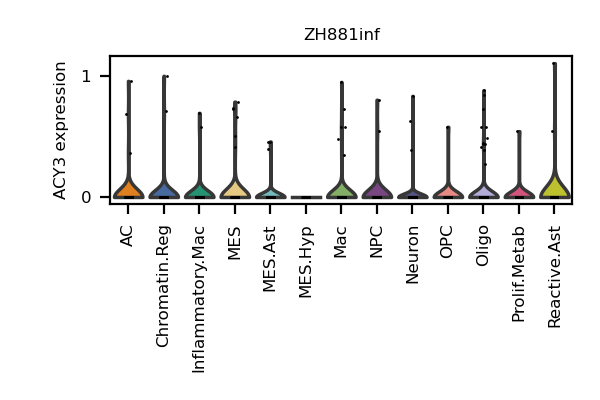 ZH881inf
ACY3 expression
1
0
AC
Chromatin.Reg
Inflammatory.Mac
MES
MES.Ast
MES.Hyp
Mac
NPC
Neuron
OPC
Oligo
Prolif.Metab
Reactive.Ast